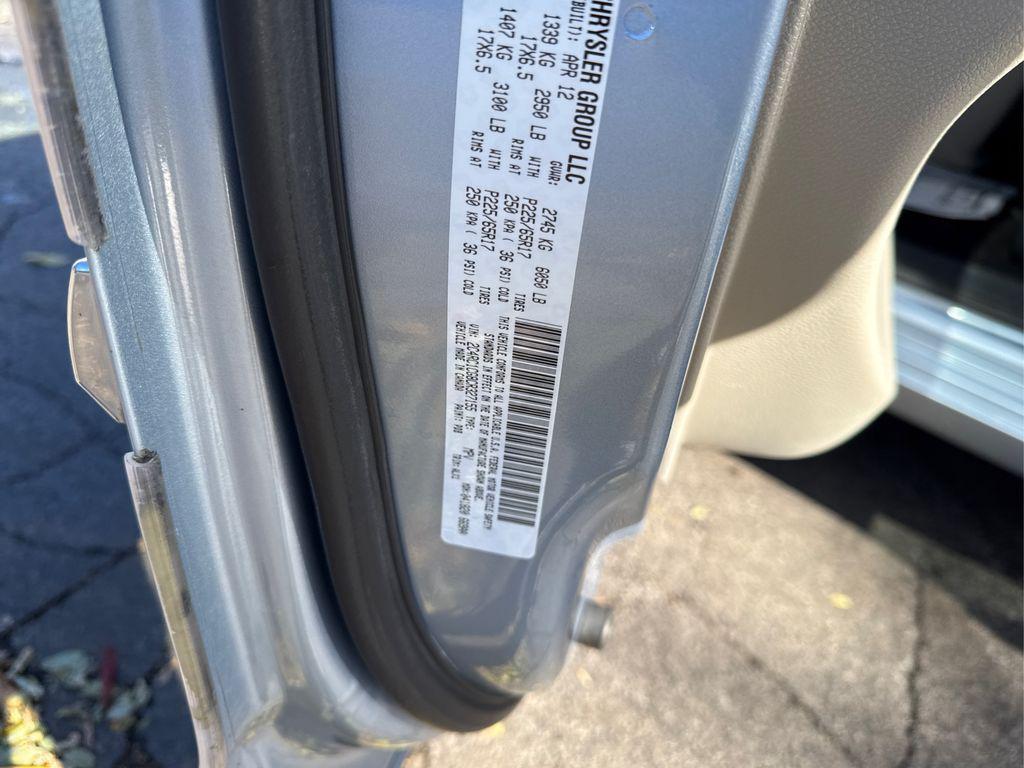 CHRYSLER GROUP LLC
BUILT): APR 12 GVWR: 2745 KG 6050 LB
1339 KG 2950 LB WITH P225/65R17 TIRES
17X6.5 RIMS AT 250 KPA ( 36 PSI) COLD
1407 KG 3100 LB WITH P225/65R17 TIRES
17X6.5 RIMS AT 250 KPA ( 36 PSI) COLD
THIS VEHICLE CONFORMS TO ALL APPLICABLE U.S.A. FEDERAL MOTOR VEHICLE SAFETY
STANDARDS IN EFFECT ON THE DATE OF MANUFACTURE SHOWN ABOVE.
VIN: TYPE: MPV
VEHICLE MADE IN CANADA PAINT: TRIM: